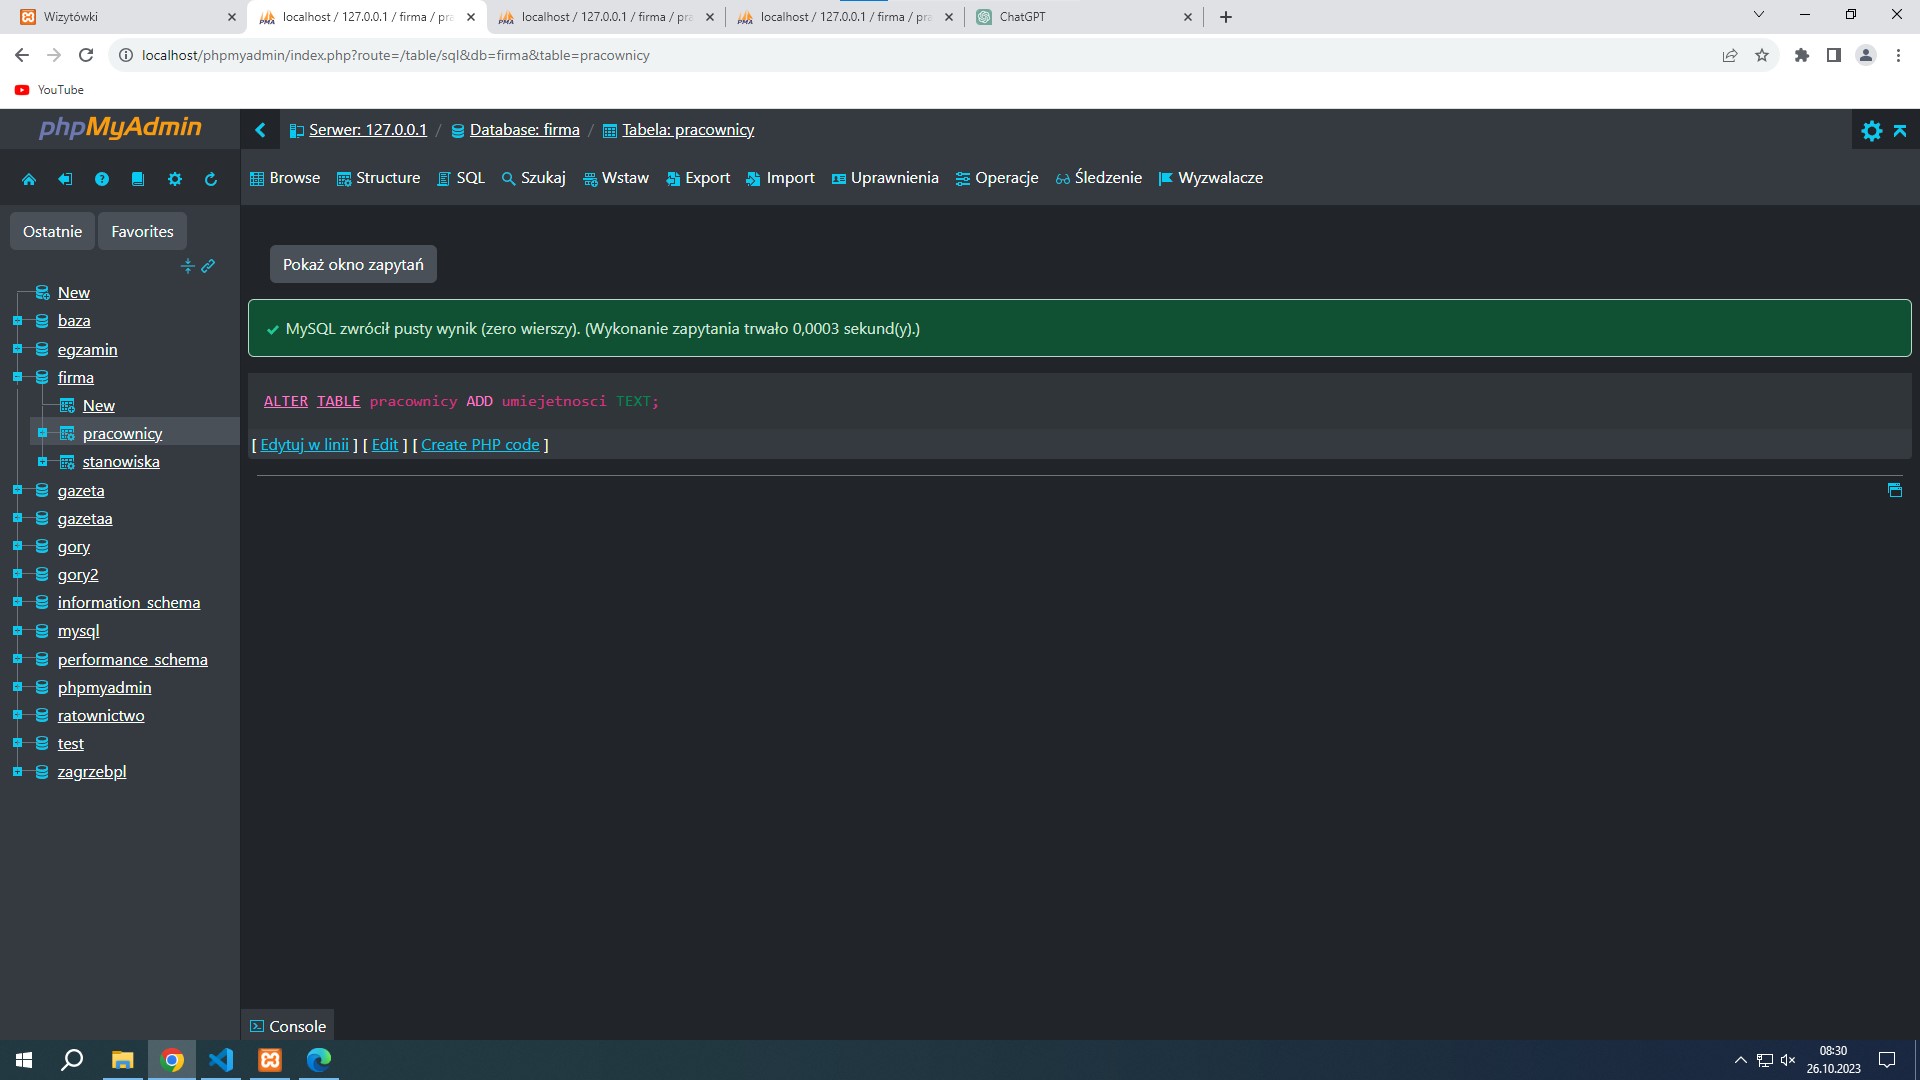 Wizytówki
localhost / 127.0.0.1 / firma / pra
localhost / 127.0.0.1 / firma / pra
localhost / 127.0.0.1 / firma / pra
ChatGPT
localhost/phpmyadmin/index.php?route=/table/sql&db=firma&table=pracownicy
YouTube
phpMyAdmin
Serwer: 127.0.0.1 / Database: firma / Tabela: pracownicy
Browse Structure SQL Szukaj Wstaw Export Import Uprawnienia Operacje Śledzenie Wyzwalacze
Ostatnie Favorites
New
baza
egzamin
firma
New
pracownicy
stanowiska
gazeta
gazetaa
gory
gory2
information_schema
mysql
performance_schema
phpmyadmin
ratownictwo
test
zagrzebpl
Pokaż okno zapytań
MySQL zwrócił pusty wynik (zero wierszy). (Wykonanie zapytania trwało 0,0003 sekund(y).)
ALTER TABLE pracownicy ADD umiejetnosci TEXT;
[ Edytuj w linii ] [ Edit ] [ Create PHP code ]
Console
08:30
26.10.2023